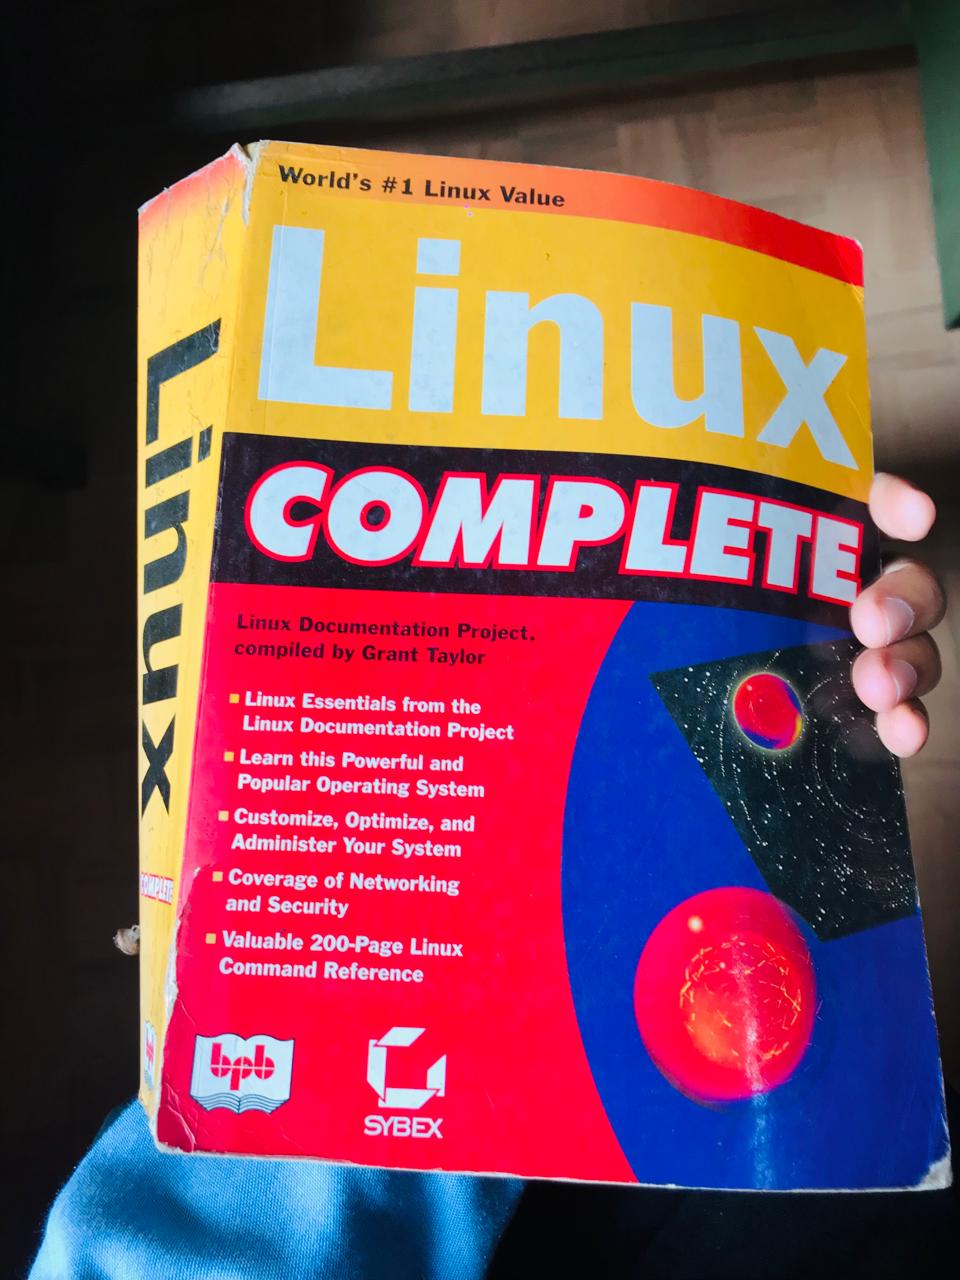 World's #1 Linux Value
Linux
COMPLETE
Linux Documentation Project,
compiled by Grant Taylor
Linux Essentials from the
Linux Documentation Project
Learn this Powerful and
Popular Operating System
Customize, Optimize, and
Administer Your System
Coverage of Networking
and Security
Valuable 200-Page Linux
Command Reference
bpb
SYBEX
Linux
COMPLETE